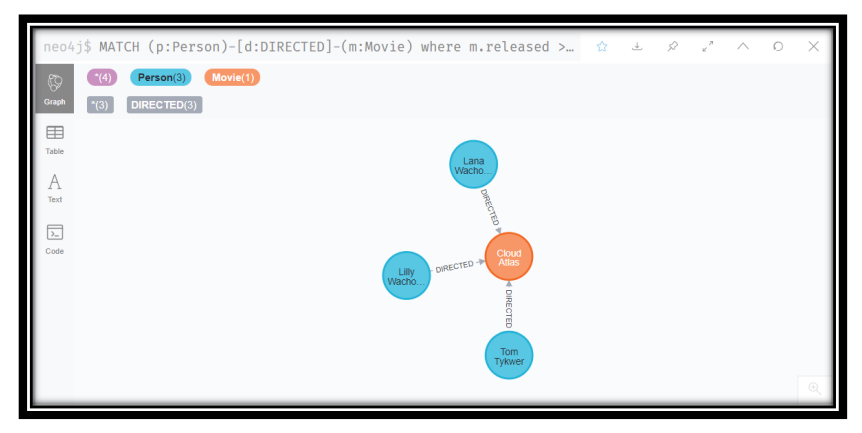 neo4j$ MATCH (p:Person)-[d:DIRECTED]-(m:Movie) where m.released >…
*(4) Person(3) Movie(1)
Graph
*(3) DIRECTED(3)
Table
A
Text
Code
Lana
Wacho…
DIRECTED
Cloud
Atlas
Lilly
Wacho…
DIRECTED
DIRECTED
Tom
Tykwer